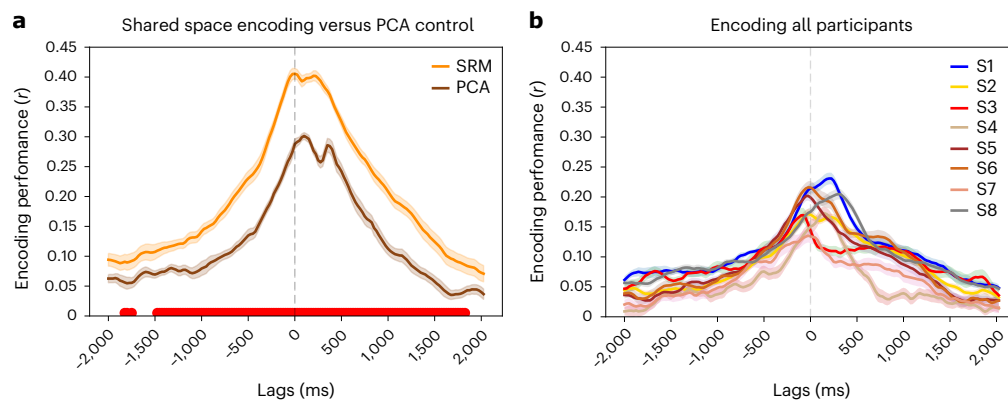 a
Shared space encoding versus PCA control
Encoding perfomance (r)
0.45
0.40
0.35
0.30
0.25
0.20
0.15
0.10
0.05
0
SRM
PCA
–2,000
–1,500
–1,000
–500
0
500
1,000
1,500
2,000
Lags (ms)
b
Encoding all participants
Encoding perfomance (r)
0.45
0.40
0.35
0.30
0.25
0.20
0.15
0.10
0.05
0
S1
S2
S3
S4
S5
S6
S7
S8
–2,000
–1,500
–1,000
–500
0
500
1,000
1,500
2,000
Lags (ms)